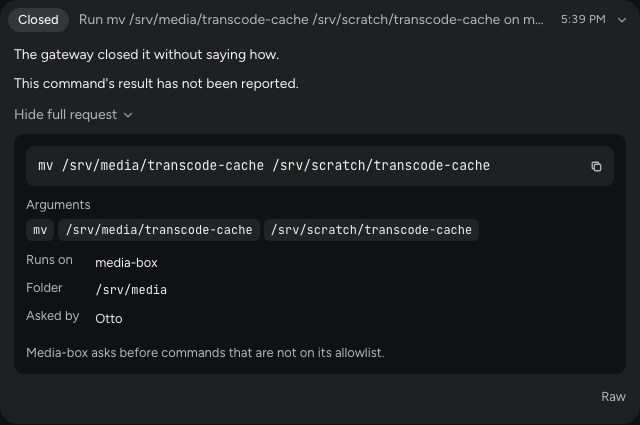 Closed Run mv /srv/media/transcode-cache /srv/scratch/transcode-cache on m... 5:39 PM
The gateway closed it without saying how.
This command's result has not been reported.
Hide full request
mv /srv/media/transcode-cache /srv/scratch/transcode-cache
Arguments
mv /srv/media/transcode-cache /srv/scratch/transcode-cache
Runs on media-box
Folder /srv/media
Asked by Otto
Media-box asks before commands that are not on its allowlist.
Raw